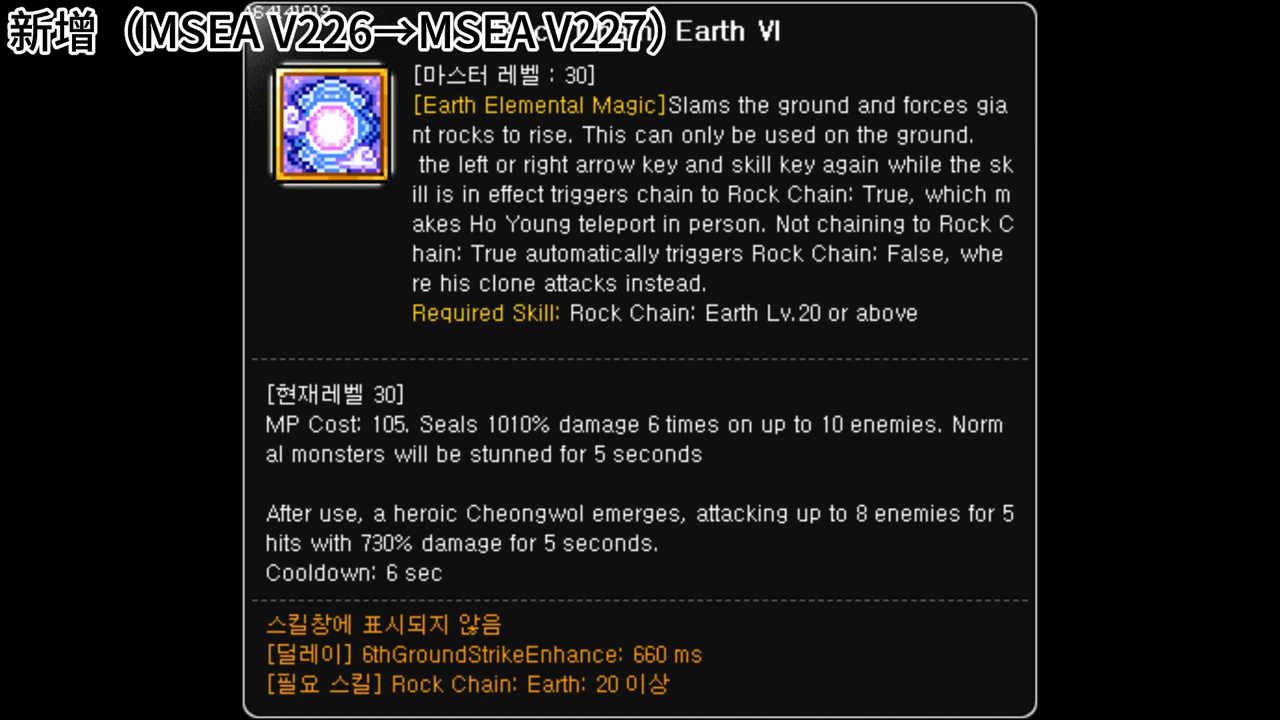 新增（MSEA V226→MSEA V227）
Earth VI
[마스터 레벨 : 30]
[Earth Elemental Magic]Slams the ground and forces gia
nt rocks to rise. This can only be used on the ground.
the left or right arrow key and skill key again while the sk
ill is in effect triggers chain to Rock Chain: True, which m
akes Ho Young teleport in person. Not chaining to Rock C
hain: True automatically triggers Rock Chain: False, whe
re his clone attacks instead.
Required Skill: Rock Chain: Earth Lv.20 or above
[현재레벨 30]
MP Cost: 105. Seals 1010% damage 6 times on up to 10 enemies. Norm
al monsters will be stunned for 5 seconds
After use, a heroic Cheongwol emerges, attacking up to 8 enemies for 5
hits with 730% damage for 5 seconds.
Cooldown: 6 sec
스킬창에 표시되지 않음
[딜레이] 6thGroundStrikeEnhance: 660 ms
[필요 스킬] Rock Chain: Earth: 20 이상